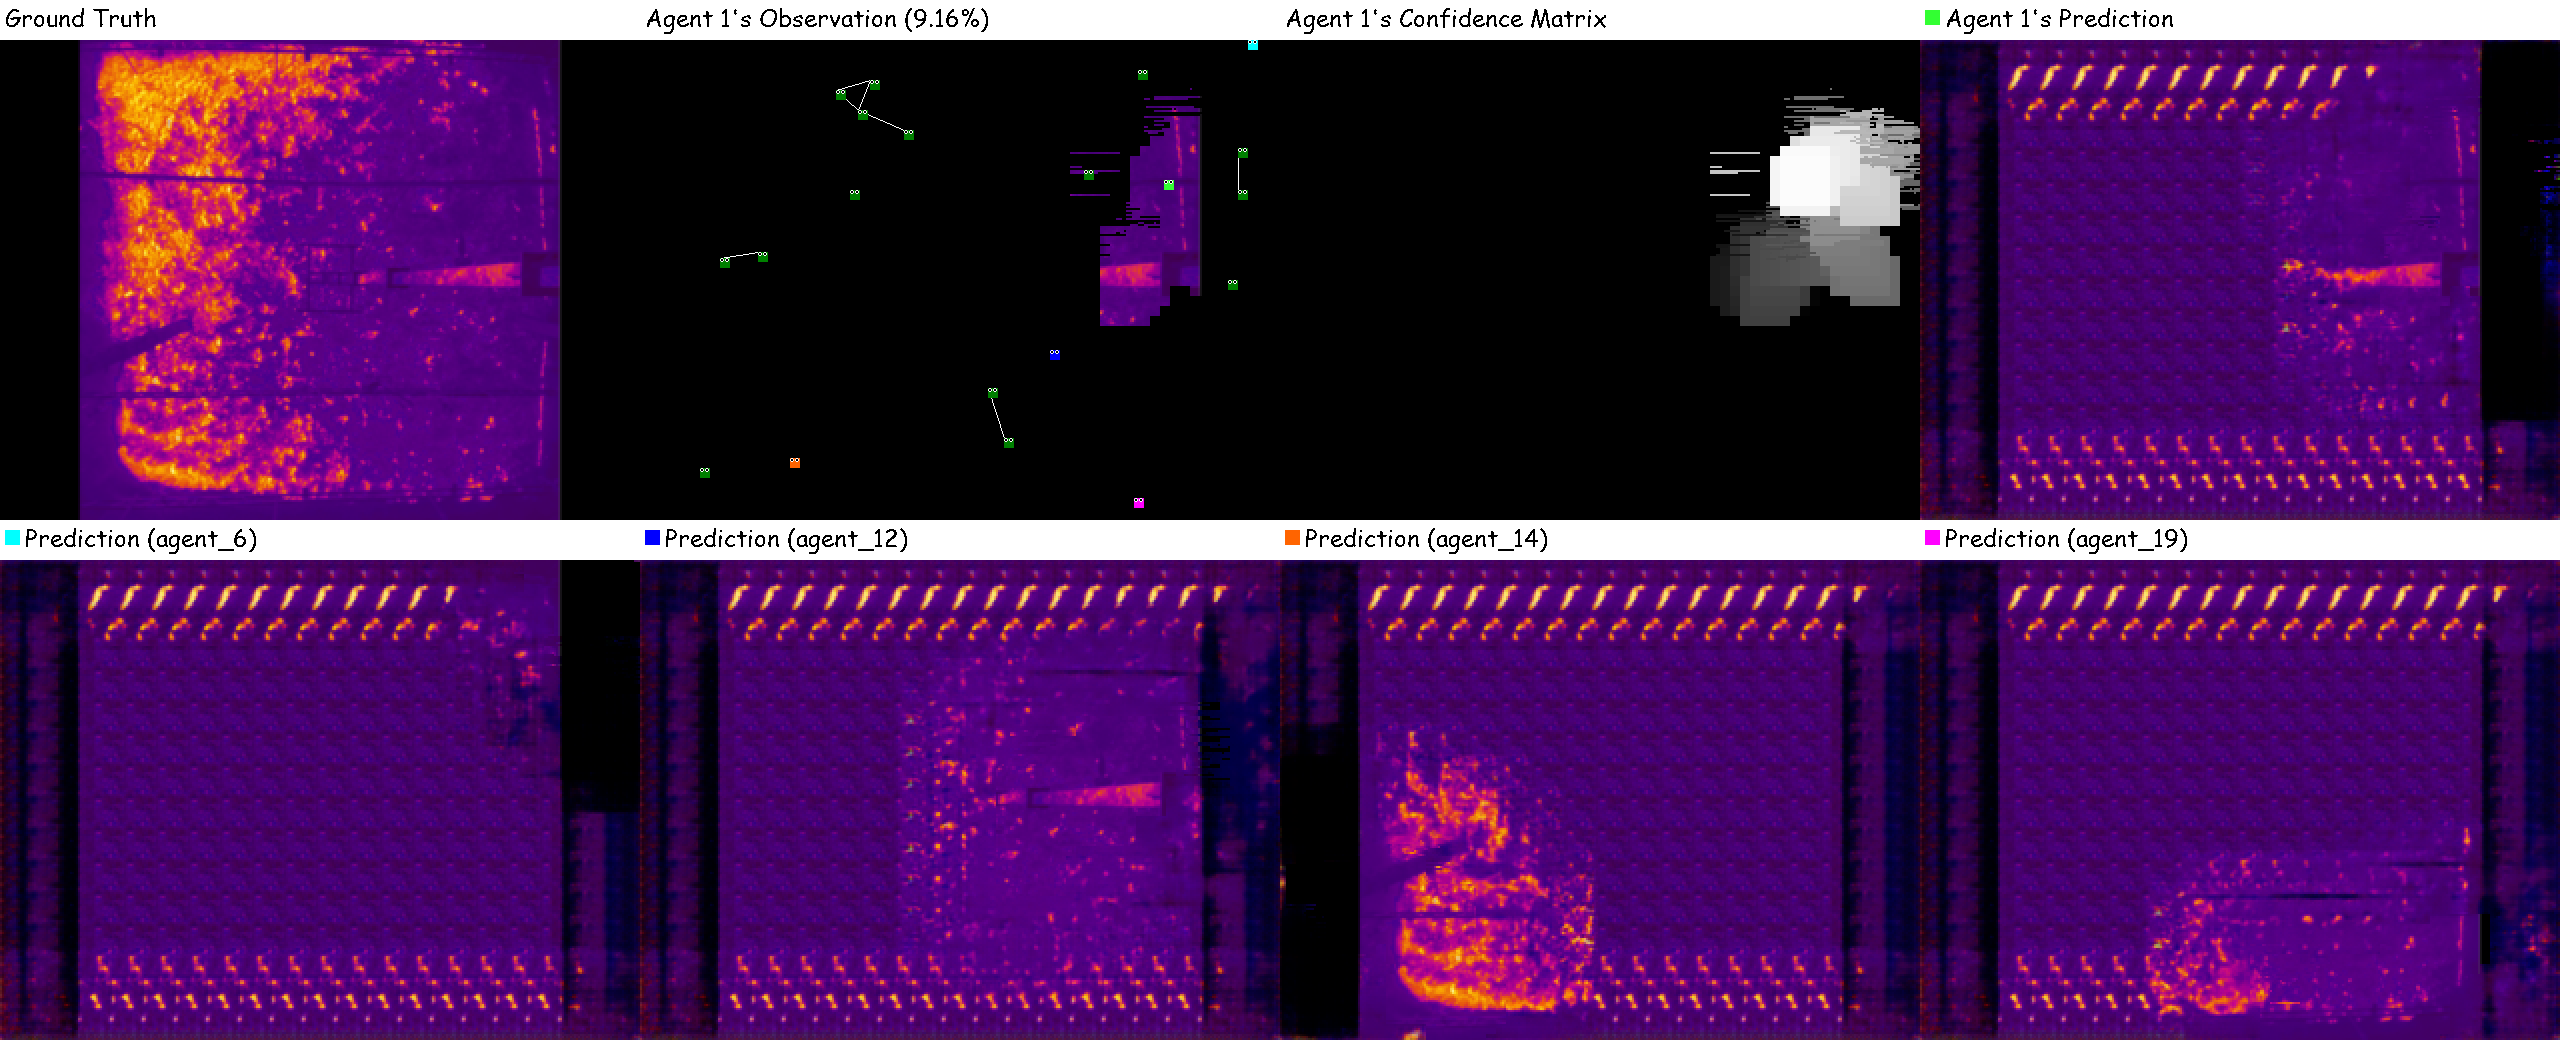 Ground Truth
Agent 1's Observation (9.16%)
Agent 1's Confidence Matrix
Agent 1's Prediction
Prediction (agent_6)
Prediction (agent_12)
Prediction (agent_14)
Prediction (agent_19)